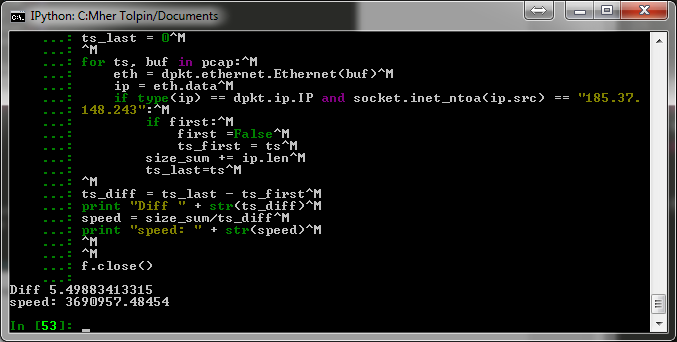 IPython: C:Mher Tolpin/Documents
...: ts_last = 0^M
...: ^M
...: for ts, buf in pcap:^M
...:     eth = dpkt.ethernet.Ethernet(buf)^M
...:     ip = eth.data^M
...:     if type(ip) == dpkt.ip.IP and socket.inet_ntoa(ip.src) == "185.37.
...: 148.243":^M
...:         if first:^M
...:             first =False^M
...:             ts_first = ts^M
...:         size_sum += ip.len^M
...:         ts_last=ts^M
...: ^M
...: ts_diff = ts_last - ts_first^M
...: print "Diff " + str(ts_diff)^M
...: speed = size_sum/ts_diff^M
...: print "speed: " + str(speed)^M
...: ^M
...: ^M
...: f.close()
...:
Diff 5.49883413315
speed: 3690957.48454
In [53]: